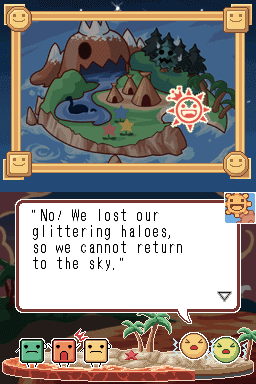 "No! We lost our
glittering haloes,
so we cannot return
to the sky."